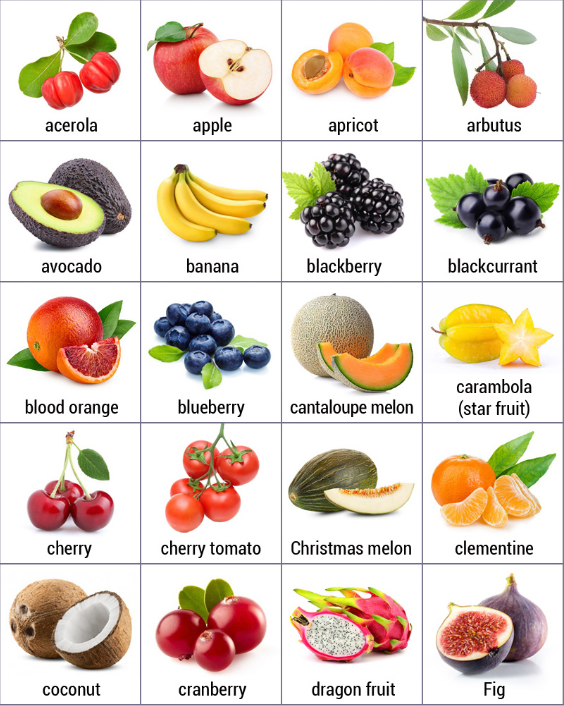 acerola
apple
apricot
arbutus
avocado
banana
blackberry
blackcurrant
blood orange
blueberry
cantaloupe melon
carambola
(star fruit)
cherry
cherry tomato
Christmas melon
clementine
coconut
cranberry
dragon fruit
Fig